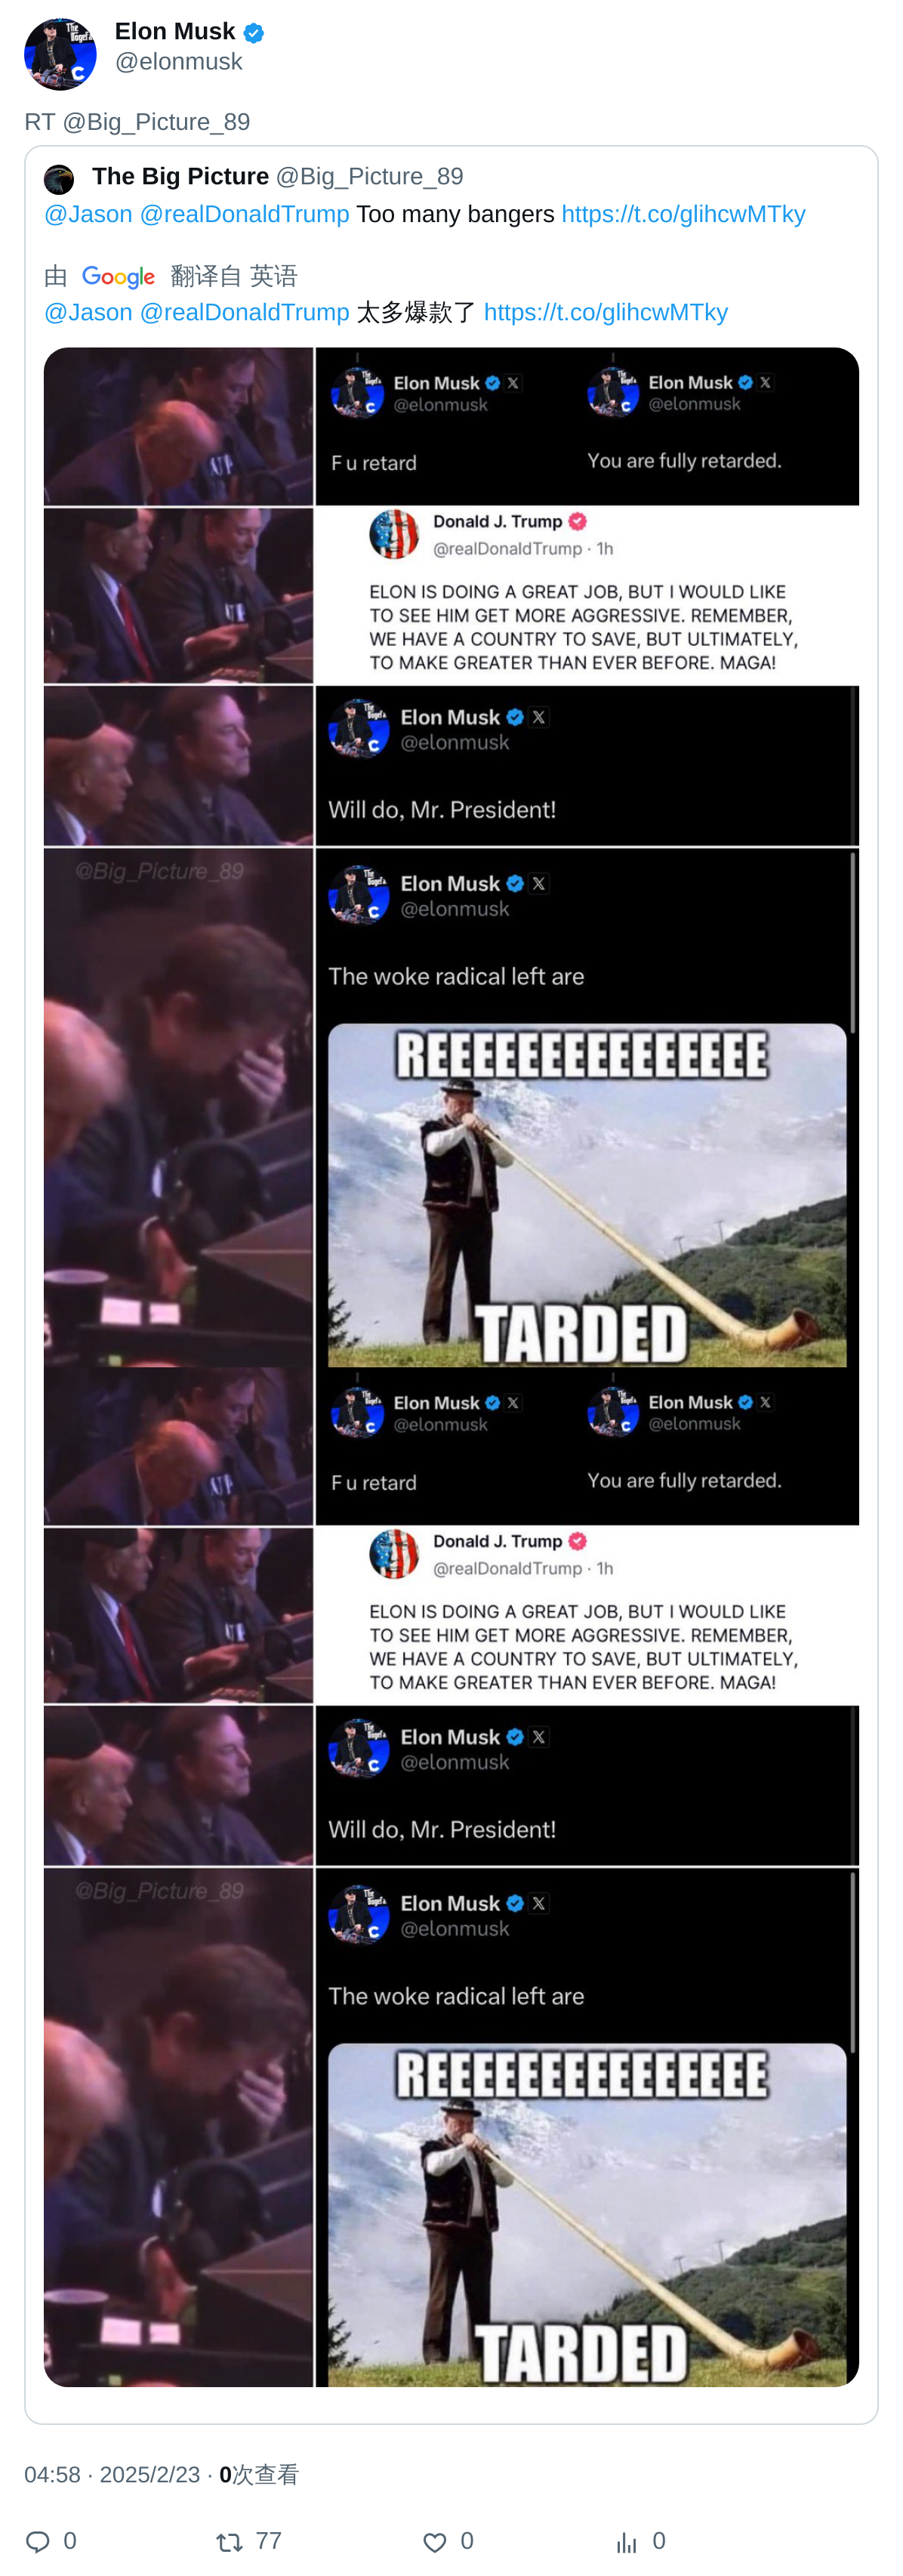 Elon Musk
@elonmusk
RT @Big_Picture_89
The Big Picture @Big_Picture_89
@Jason @realDonaldTrump Too many bangers https://t.co/glihcwMTky
由 Google 翻译自 英语
@Jason @realDonaldTrump 太多爆款了 https://t.co/glihcwMTky
Elon Musk
@elonmusk
F u retard
Elon Musk
@elonmusk
You are fully retarded.
Donald J. Trump
@realDonaldTrump · 1h
ELON IS DOING A GREAT JOB, BUT I WOULD LIKE
TO SEE HIM GET MORE AGGRESSIVE. REMEMBER,
WE HAVE A COUNTRY TO SAVE, BUT ULTIMATELY,
TO MAKE GREATER THAN EVER BEFORE. MAGA!
Elon Musk
@elonmusk
Will do, Mr. President!
@Big_Picture_89
Elon Musk
@elonmusk
The woke radical left are
REEEEEEEEEEEEEE
TARDED
Elon Musk
@elonmusk
F u retard
Elon Musk
@elonmusk
You are fully retarded.
Donald J. Trump
@realDonaldTrump · 1h
ELON IS DOING A GREAT JOB, BUT I WOULD LIKE
TO SEE HIM GET MORE AGGRESSIVE. REMEMBER,
WE HAVE A COUNTRY TO SAVE, BUT ULTIMATELY,
TO MAKE GREATER THAN EVER BEFORE. MAGA!
Elon Musk
@elonmusk
Will do, Mr. President!
@Big_Picture_89
Elon Musk
@elonmusk
The woke radical left are
REEEEEEEEEEEEEE
TARDED
04:58 · 2025/2/23 · 0次查看
0 77 0 0